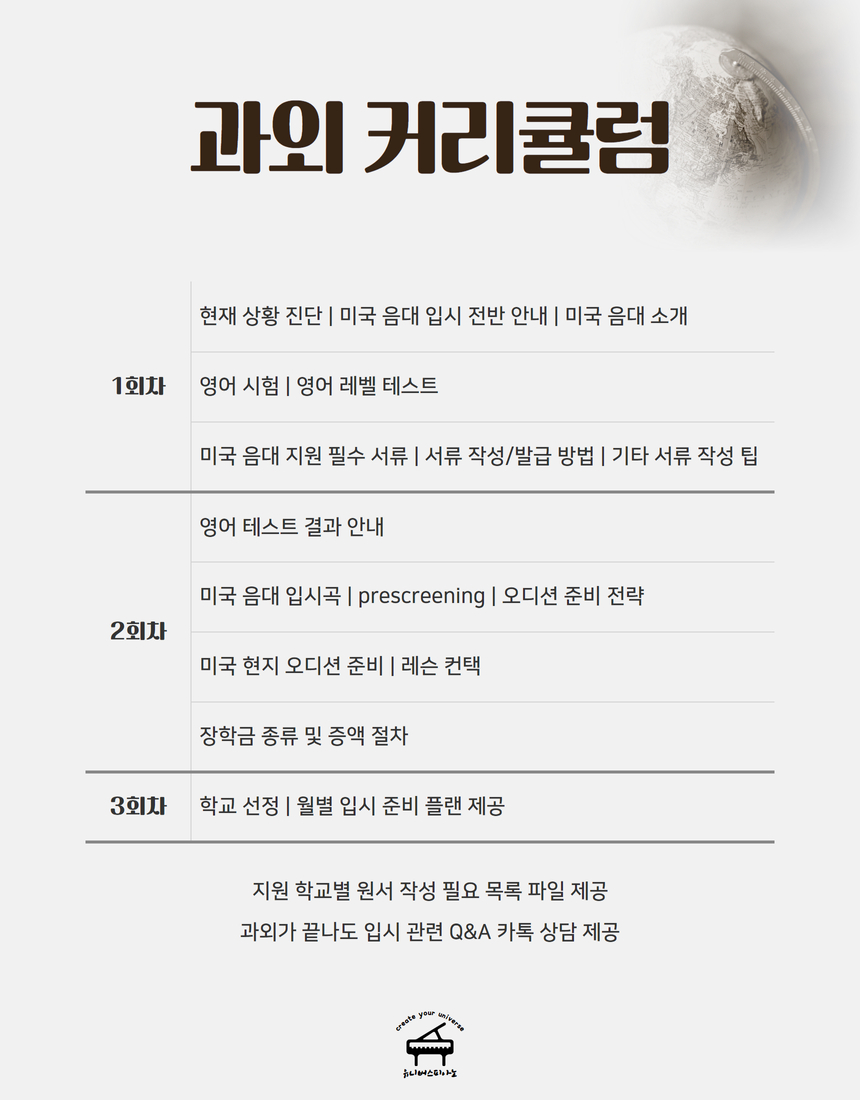 과외 커리큘럼
현재 상황 진단 | 미국 음대 입시 전반 안내 | 미국 음대 소개
1회차
영어 시험 | 영어 레벨 테스트
미국 음대 지원 필수 서류 | 서류 작성/발급 방법 | 기타 서류 작성 팁
영어 테스트 결과 안내
미국 음대 입시곡 | prescreening | 오디션 준비 전략
2회차
미국 현지 오디션 준비 | 레슨 컨택
장학금 종류 및 증액 절차
3회차
학교 선정 | 월별 입시 준비 플랜 제공
지원 학교별 원서 작성 필요 목록 파일 제공
과외가 끝나도 입시 관련 Q&A 카톡 상담 제공
create your universe
유니버스피아노